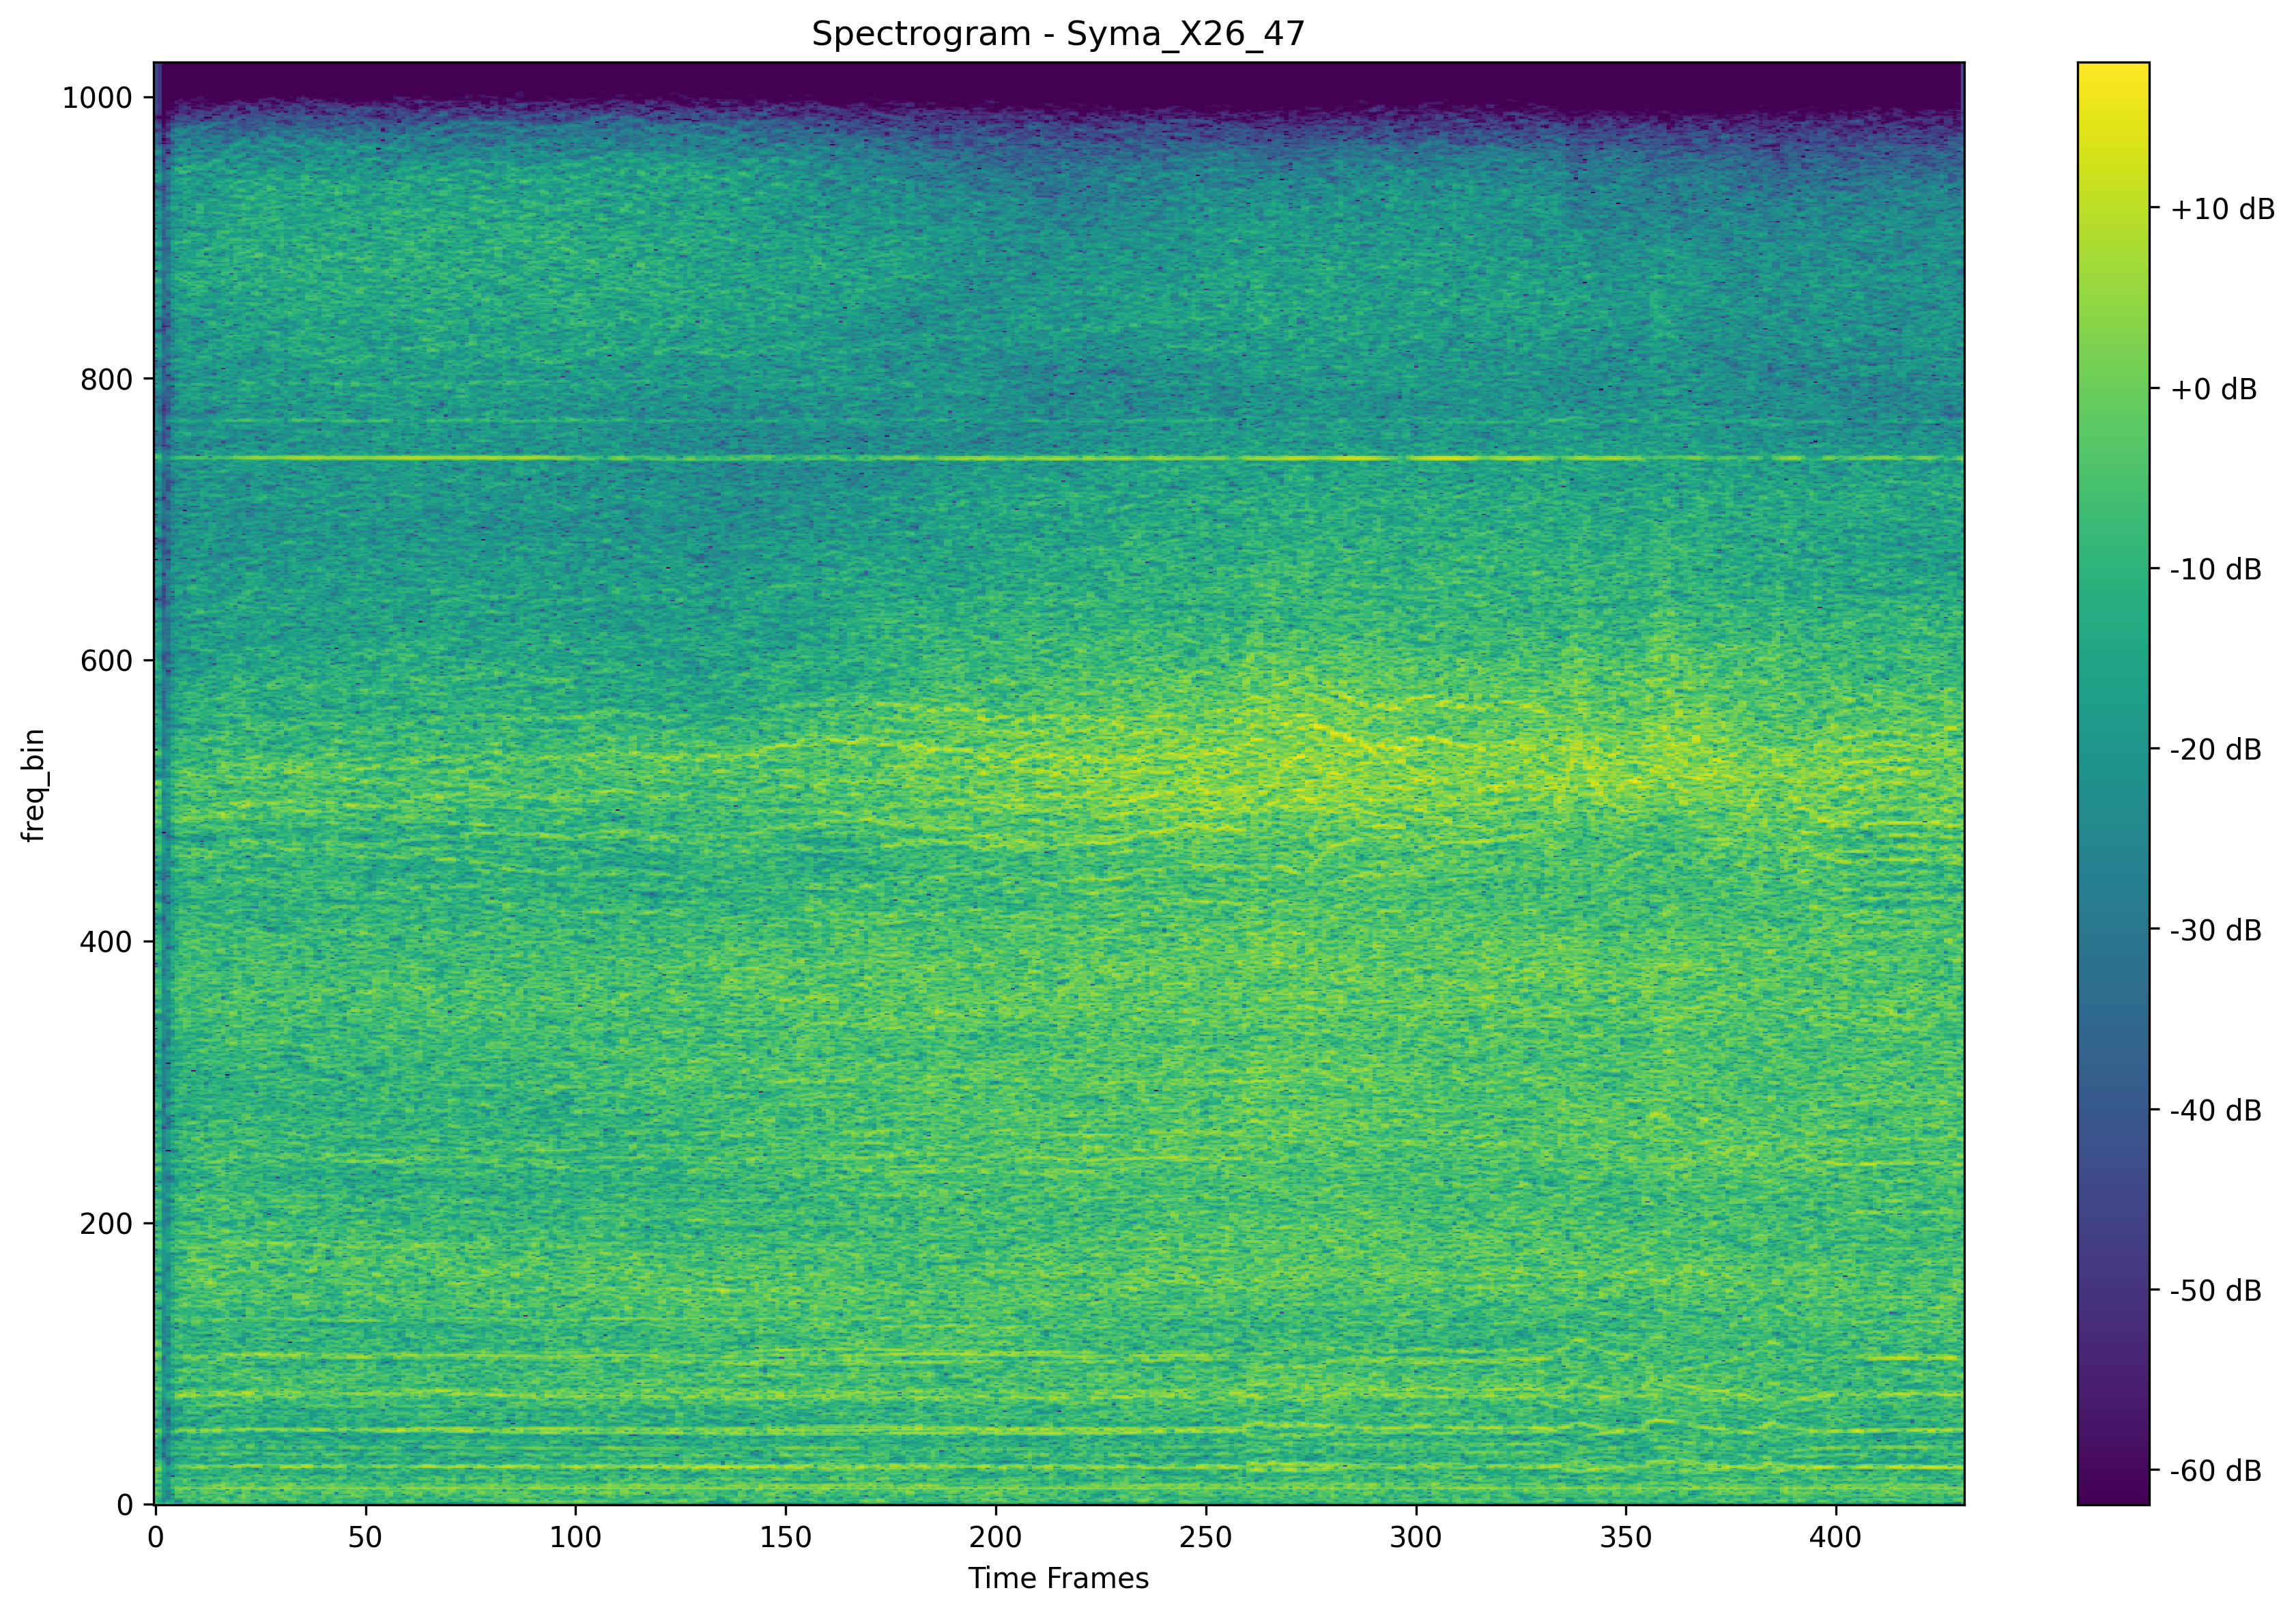 Spectrogram - Syma_X26_47
1000
800
600
400
200
0
freq_bin
0 50 100 150 200 250 300 350 400
Time Frames
+10 dB
+0 dB
-10 dB
-20 dB
-30 dB
-40 dB
-50 dB
-60 dB